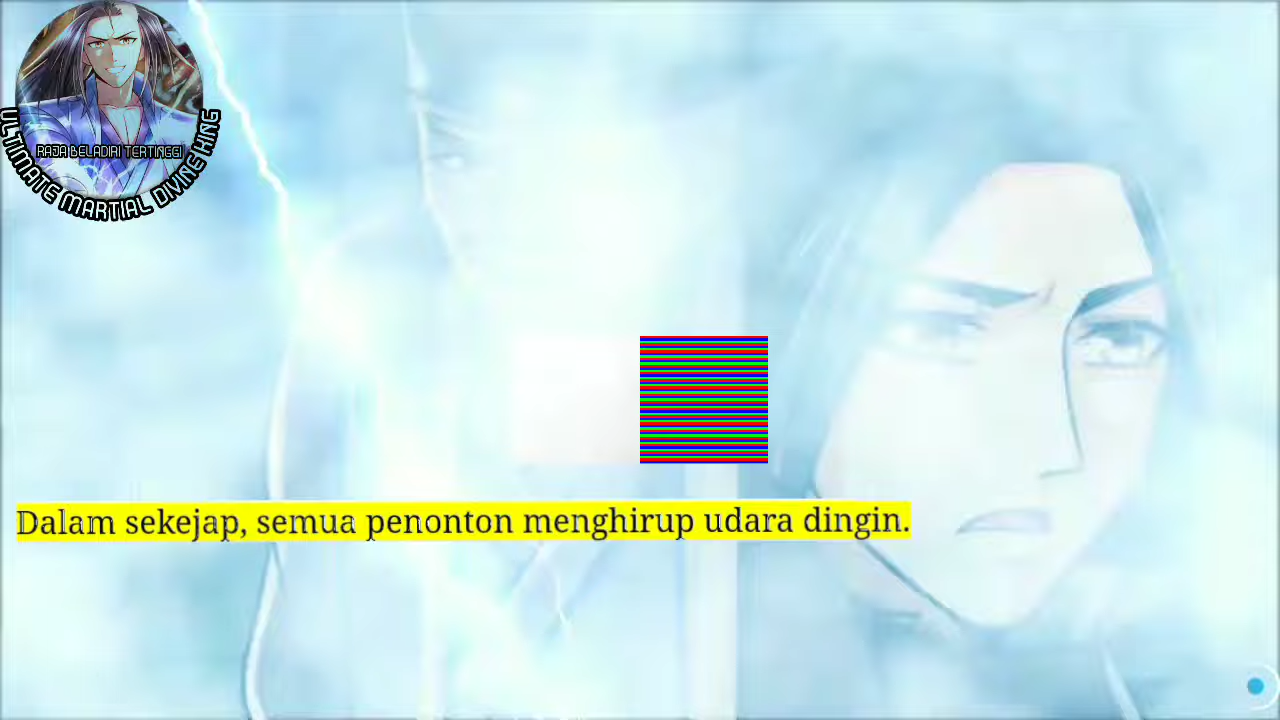 RAJA BELADIRI TERTINGGI
ULTIMATE MARTIAL DIVINE KING
Dalam sekejap, semua penonton menghirup udara dingin.